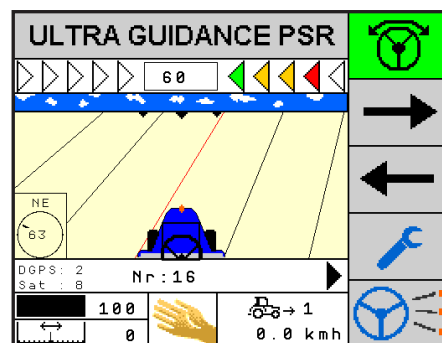 ULTRA GUIDANCE PSR
60
NE
63
DGPS: 2
Sat : 8
Nr:16
100
→ 1
0
0.0 kmh